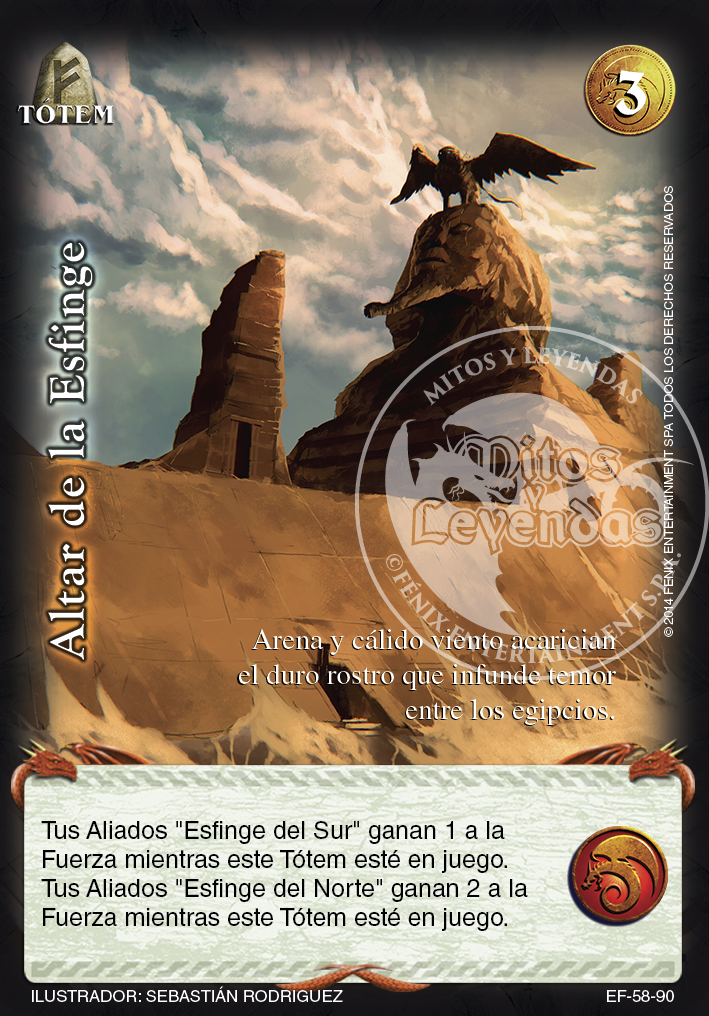 TÓTEM
3
Altar de la Esfinge
MITOS Y LEYENDAS
Mitos
y
Leyendas
© FÉNIX ENTERTAINMENT S.P.A.
© 2014 FÉNIX ENTERTAINMENT SPA TODOS LOS DERECHOS RESERVADOS
Arena y cálido viento acarician
el duro rostro que infunde temor
entre los egipcios.
Tus Aliados "Esfinge del Sur" ganan 1 a la
Fuerza mientras este Tótem esté en juego.
Tus Aliados "Esfinge del Norte" ganan 2 a la
Fuerza mientras este Tótem esté en juego.
ILUSTRADOR: SEBASTIÁN RODRIGUEZ
EF-58-90